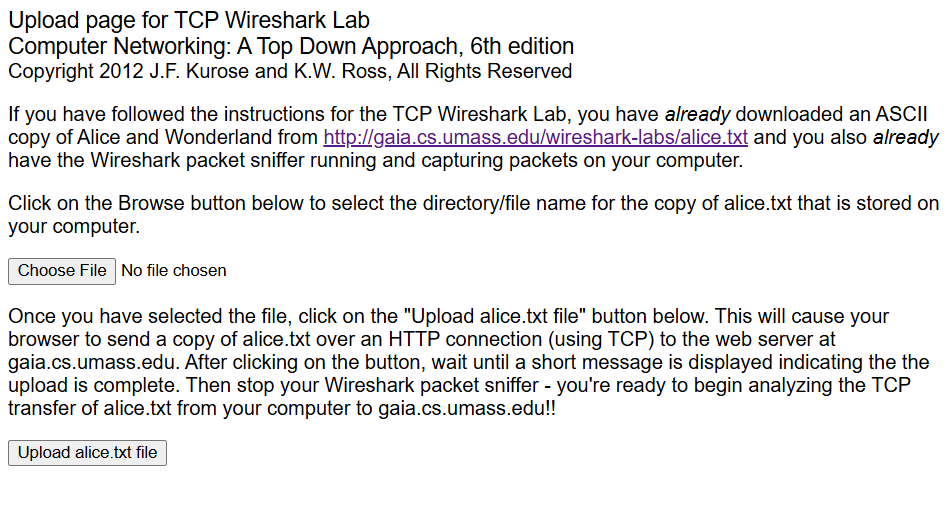 Upload page for TCP Wireshark Lab
Computer Networking: A Top Down Approach, 6th edition
Copyright 2012 J.F. Kurose and K.W. Ross, All Rights Reserved
If you have followed the instructions for the TCP Wireshark Lab, you have already downloaded an ASCII
copy of Alice and Wonderland from http://gaia.cs.umass.edu/wireshark-labs/alice.txt and you also already
have the Wireshark packet sniffer running and capturing packets on your computer.
Click on the Browse button below to select the directory/file name for the copy of alice.txt that is stored on
your computer.
Choose File No file chosen
Once you have selected the file, click on the "Upload alice.txt file" button below. This will cause your
browser to send a copy of alice.txt over an HTTP connection (using TCP) to the web server at
gaia.cs.umass.edu. After clicking on the button, wait until a short message is displayed indicating the the
upload is complete. Then stop your Wireshark packet sniffer - you're ready to begin analyzing the TCP
transfer of alice.txt from your computer to gaia.cs.umass.edu!!
Upload alice.txt file